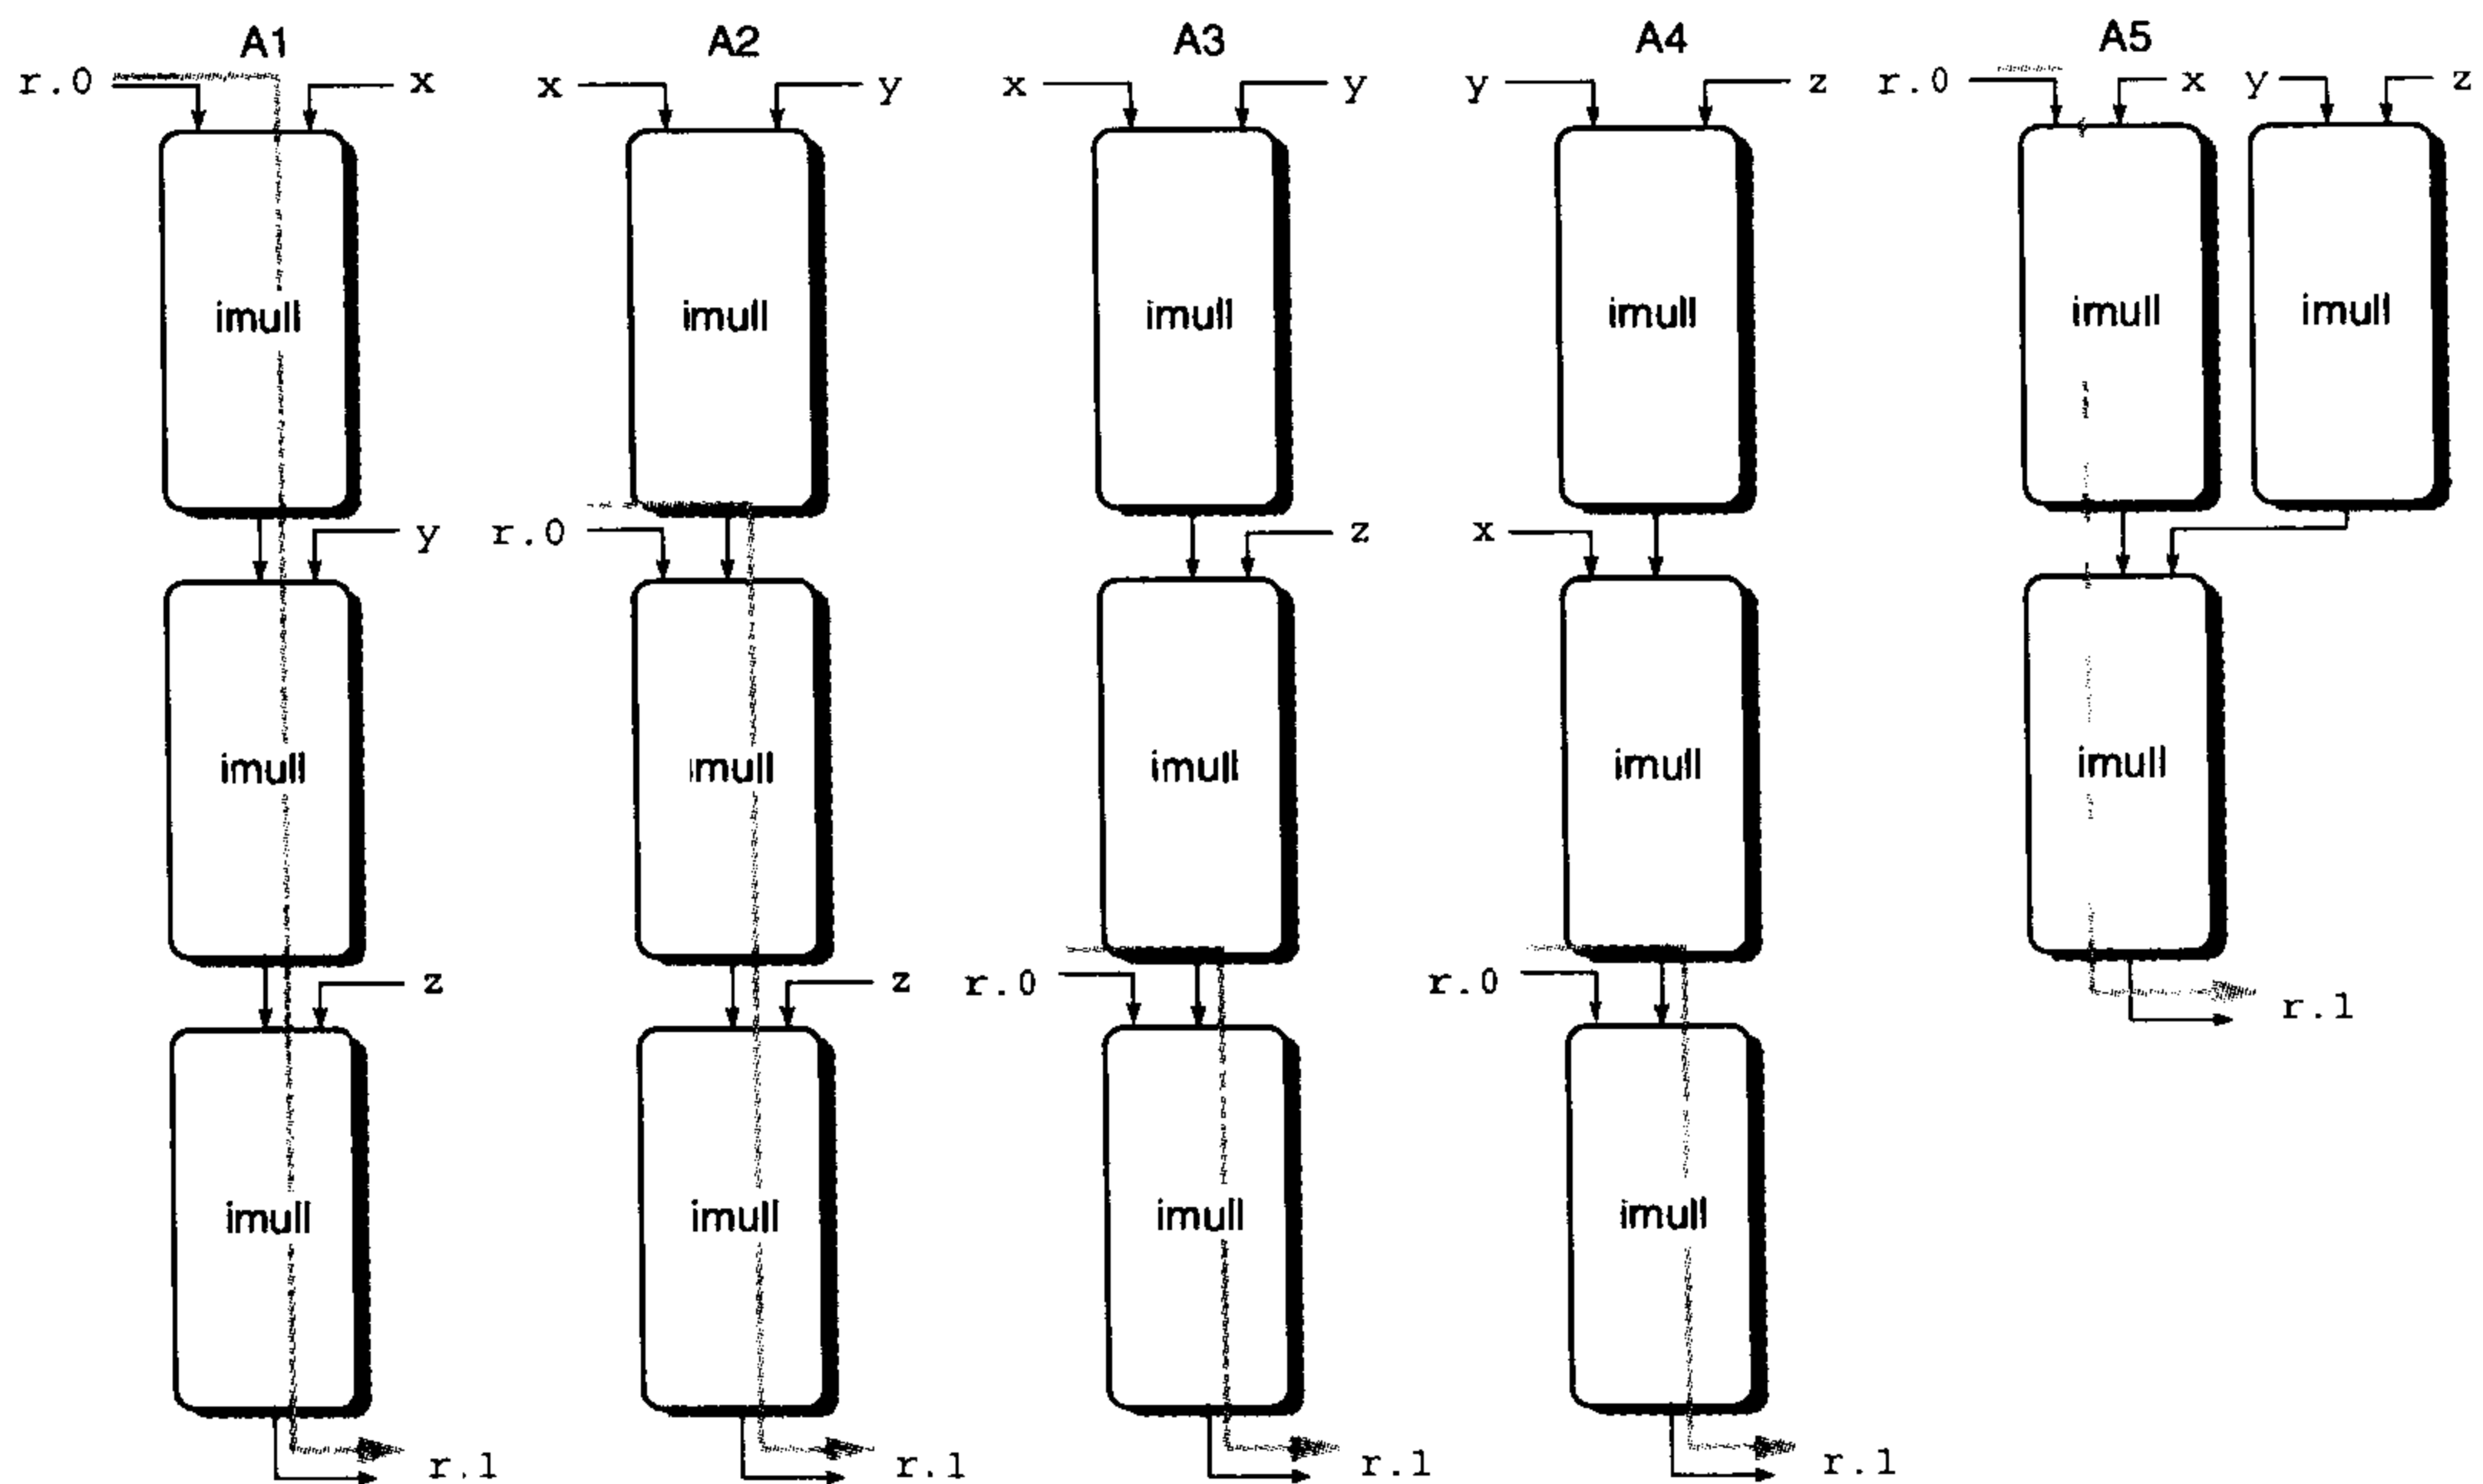 A1 A2 A3 A4 A5
r.0 x x y x y y z r.0 x y z
imull imull imull imull imull imull
y r.0 z x
imull imull imull imull imull
z z r.0 r.0 r.1
imull imull imull imull
r.1 r.1 r.1 r.1